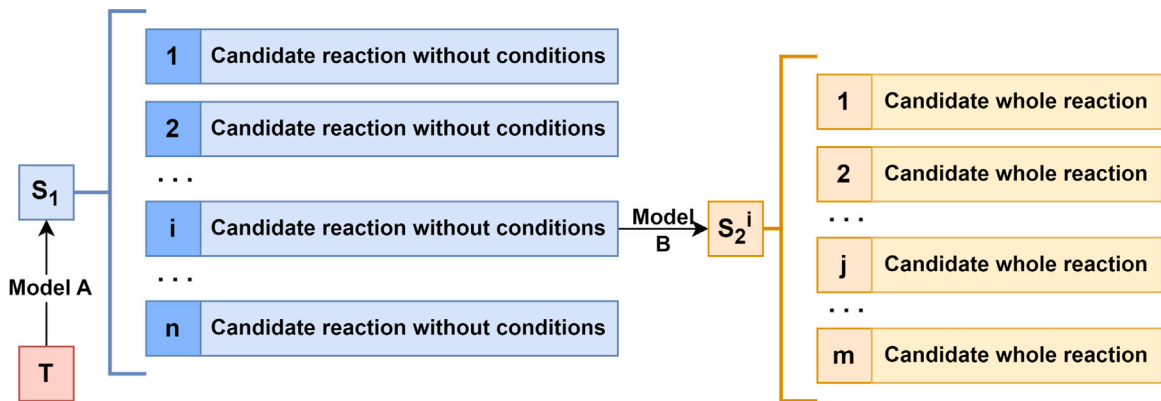 S₁
Model A
T
1 Candidate reaction without conditions
2 Candidate reaction without conditions
. . .
i Candidate reaction without conditions
. . .
n Candidate reaction without conditions
Model
B
S₂ⁱ
1 Candidate whole reaction
2 Candidate whole reaction
. . .
j Candidate whole reaction
. . .
m Candidate whole reaction